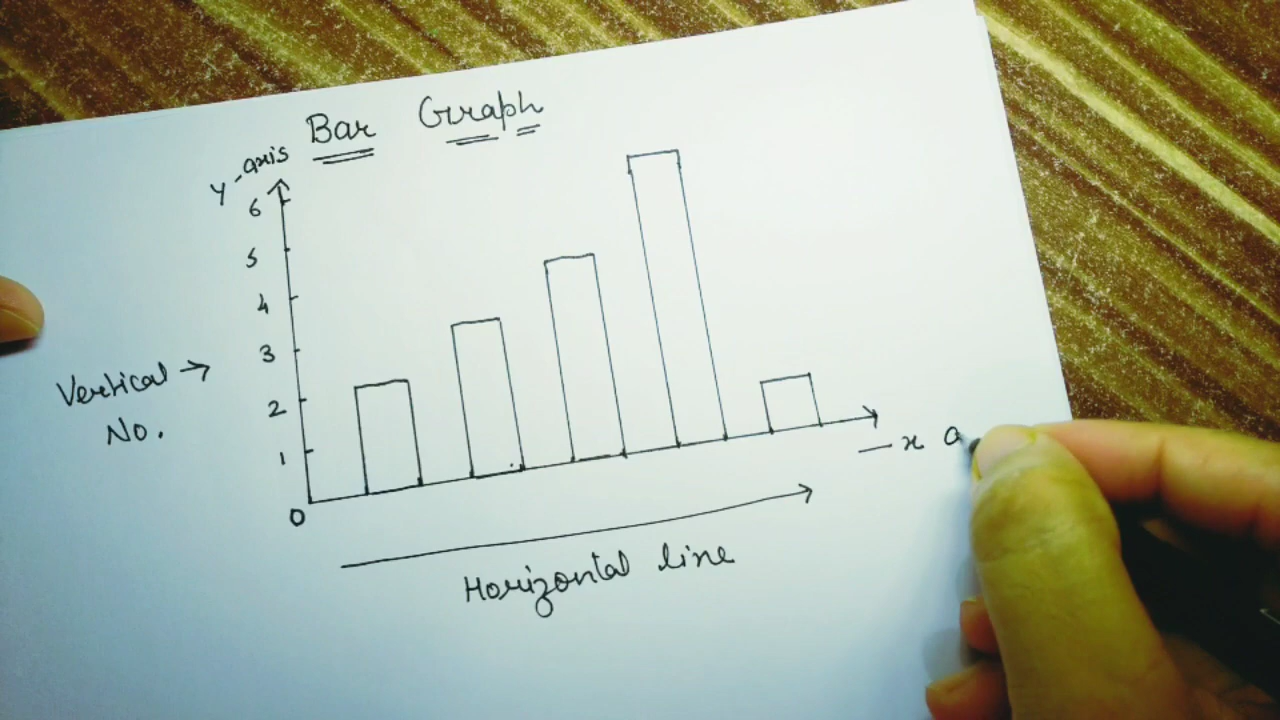 Bar Graph
y-axis
6
5
4
3
2
1
0
Vertical →
No.
— x a
Horizontal line